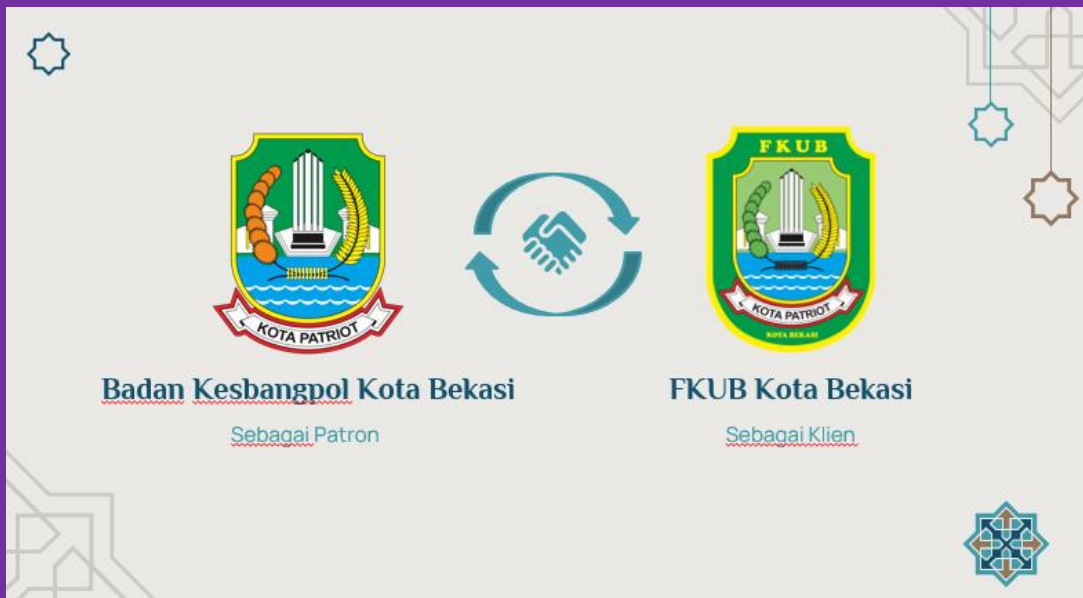 FKUB
KOTA PATRIOT
KOTA PATRIOT
KOTA BEKASI
Badan Kesbangpol Kota Bekasi
FKUB Kota Bekasi
Sebagai Patron
Sebagai Klien